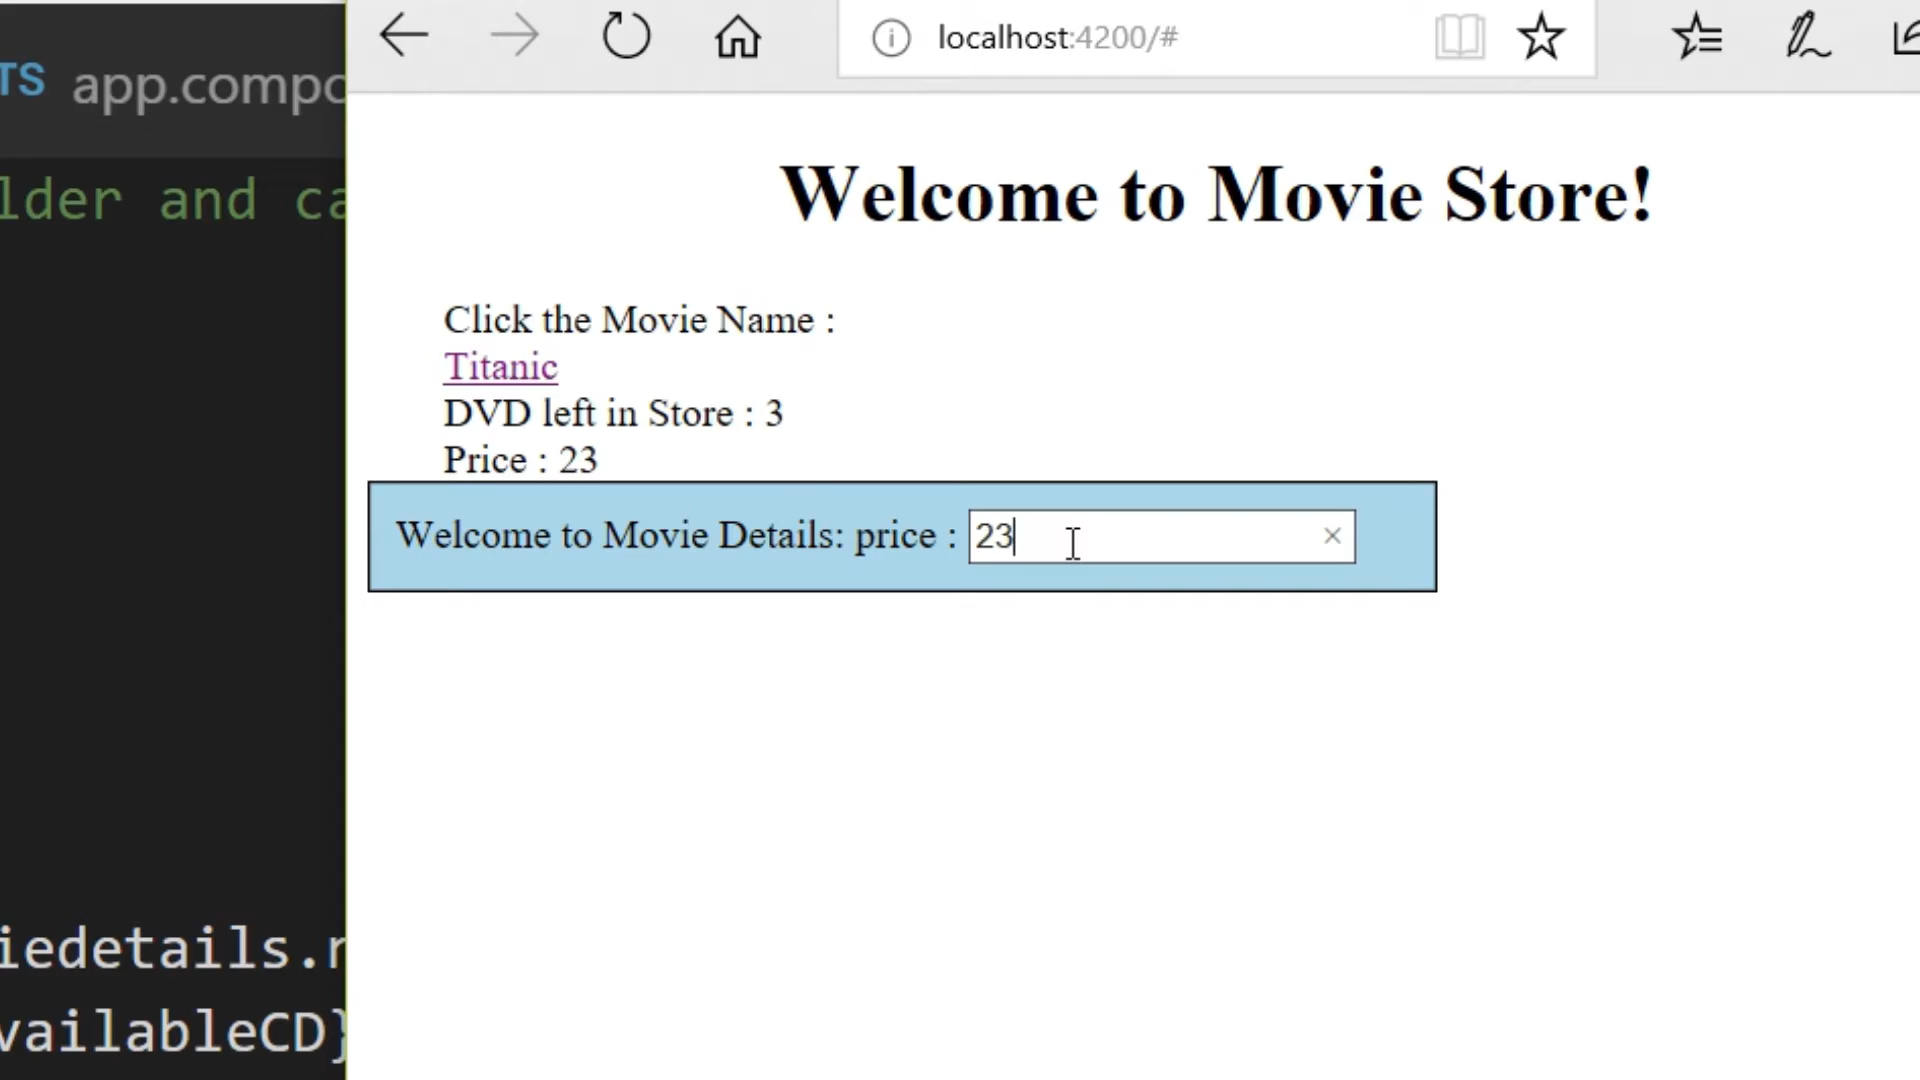 localhost:4200/#
TS app.compo
lder and ca
Welcome to Movie Store!
Click the Movie Name :
Titanic
DVD left in Store : 3
Price : 23
Welcome to Movie Details: price : 23
iedetails.
vailableCD}